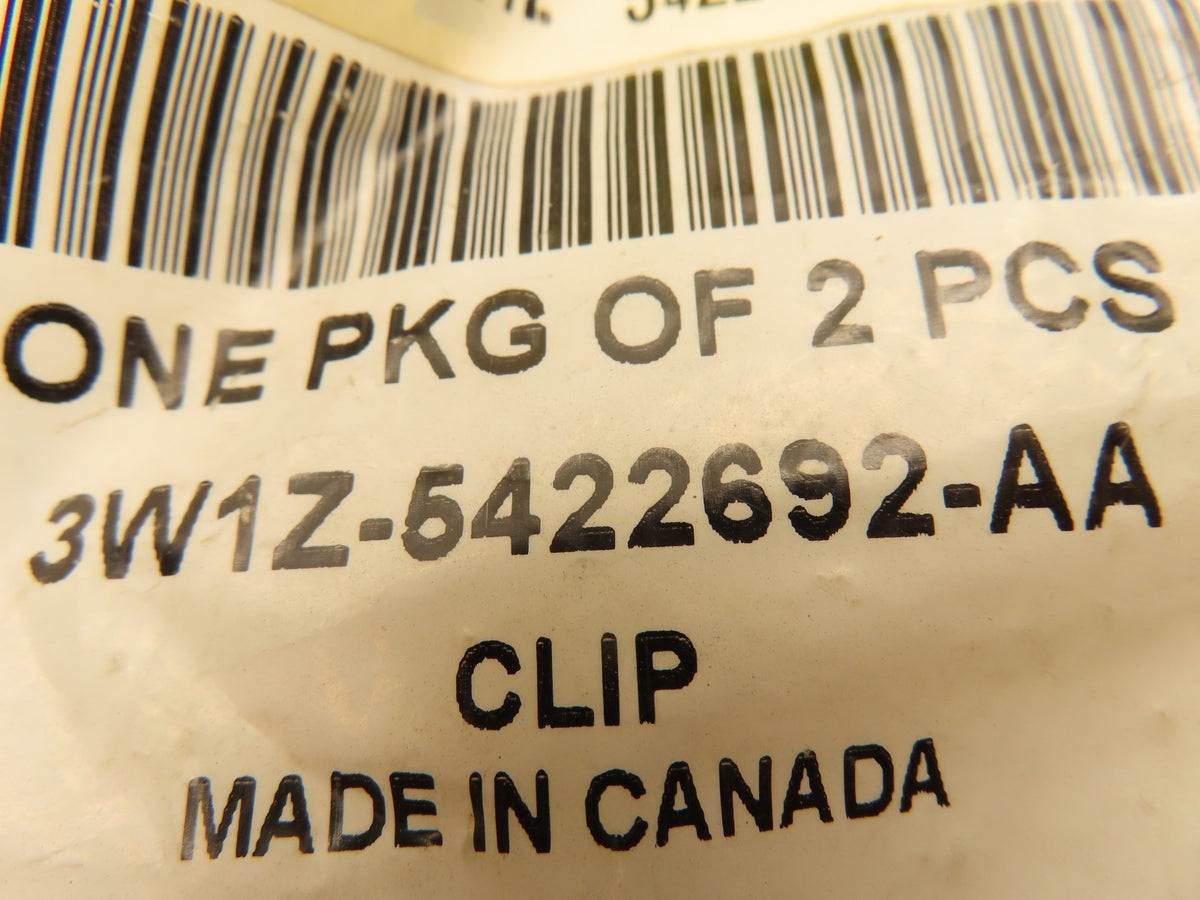 ONE PKG OF 2 PCS
3W1Z-5422692-AA
CLIP
MADE IN CANADA